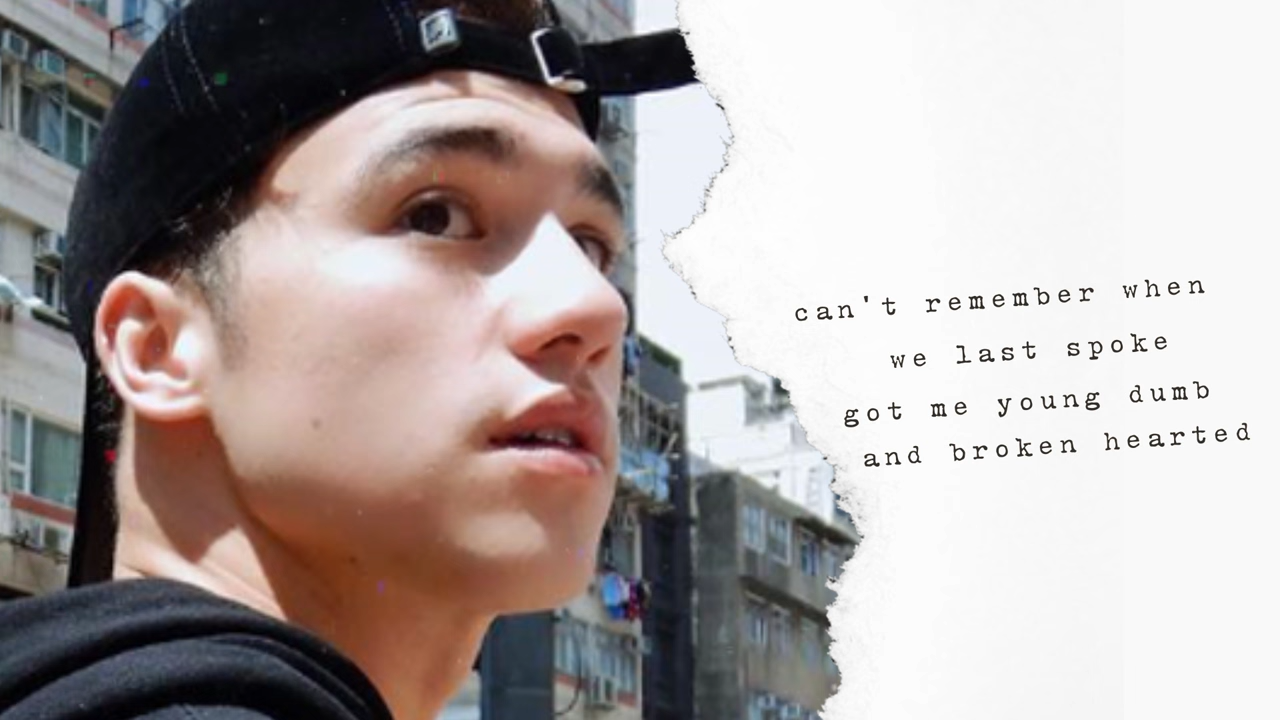 can't remember when
we last spoke
got me young dumb
and broken hearted